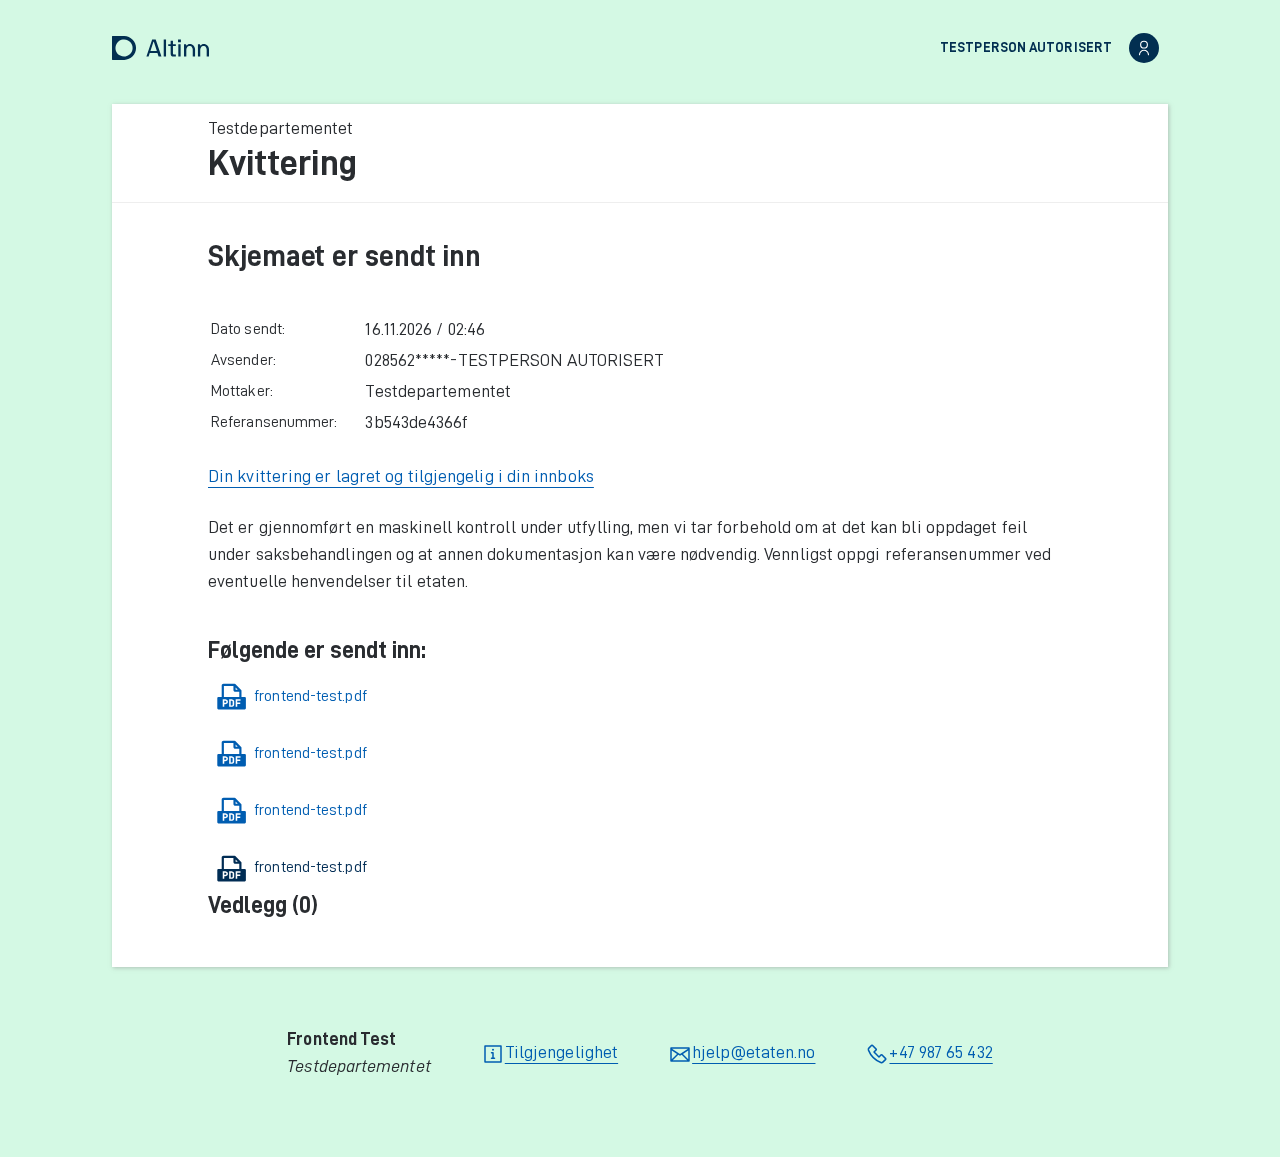 Altinn
TESTPERSON AUTORISERT
Testdepartementet
Kvittering
Skjemaet er sendt inn
Dato sendt: 16.11.2026 / 02:46
Avsender: 028562*****-TESTPERSON AUTORISERT
Mottaker: Testdepartementet
Referansenummer: 3b543de4366f
Din kvittering er lagret og tilgjengelig i din innboks
Det er gjennomført en maskinell kontroll under utfylling, men vi tar forbehold om at det kan bli oppdaget feil
under saksbehandlingen og at annen dokumentasjon kan være nødvendig. Vennligst oppgi referansenummer ved
eventuelle henvendelser til etaten.
Følgende er sendt inn:
PDF frontend-test.pdf
PDF frontend-test.pdf
PDF frontend-test.pdf
PDF frontend-test.pdf
Vedlegg (0)
Frontend Test
Testdepartementet
Tilgjengelighet
hjelp@etaten.no
+47 987 65 432